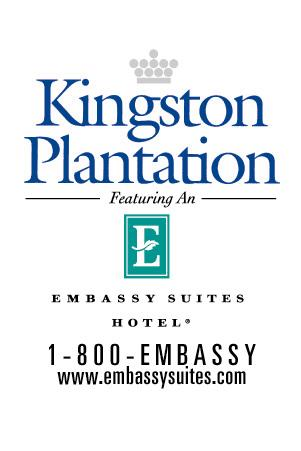 Kingston
Plantation
Featuring An
E
EMBASSY SUITES
HOTEL®
1-800-EMBASSY
www.embassysuites.com